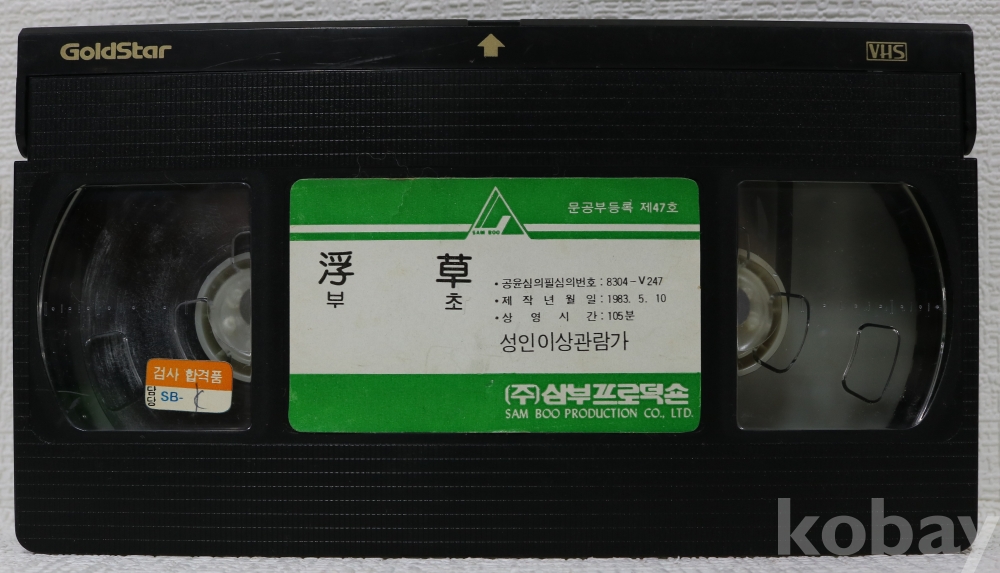 GoldStar
VHS
SAM BOO
문공부등록 제47호
浮 草
부 초
• 공윤심의필심의번호 : 8304-V247
• 제 작 년 월 일 : 1983. 5. 10
• 상 영 시 간 : 105분
성인이상관람가
(주)삼부프로덕숀
SAM BOO PRODUCTION CO., LTD.
검사 합격품
SB-
kobay